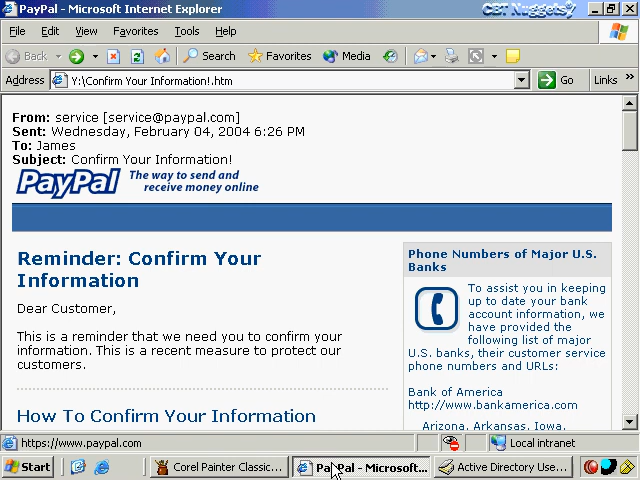 PayPal - Microsoft Internet Explorer
CBT Nuggets
File Edit View Favorites Tools Help
Back Search Favorites Media
Address Y:\Confirm Your Information!.htm Go Links »
From: service [service@paypal.com]
Sent: Wednesday, February 04, 2004 6:26 PM
To: James
Subject: Confirm Your Information!
PayPal The way to send and
receive money online
Reminder: Confirm Your
Information
Dear Customer,
This is a reminder that we need you to confirm your
information. This is a recent measure to protect our
customers.
How To Confirm Your Information
Phone Numbers of Major U.S.
Banks
To assist you in keeping
up to date your bank
account information, we
have provided the
following list of major
U.S. banks, their customer service
phone numbers and URLs:
Bank of America
http://www.bankamerica.com
Arizona, Arkansas, Iowa,
https://www.paypal.com Local intranet
Start Corel Painter Classic... PayPal - Microsoft... Active Directory Use...